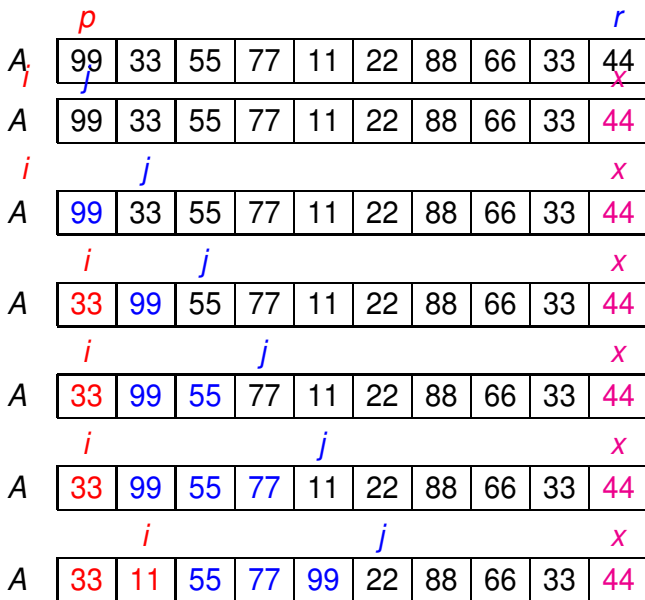 p r
A 99 33 55 77 11 22 88 66 33 44
i j x
A 99 33 55 77 11 22 88 66 33 44
i j x
A 99 33 55 77 11 22 88 66 33 44
i j x
A 33 99 55 77 11 22 88 66 33 44
i j x
A 33 99 55 77 11 22 88 66 33 44
i j x
A 33 99 55 77 11 22 88 66 33 44
i j x
A 33 11 55 77 99 22 88 66 33 44